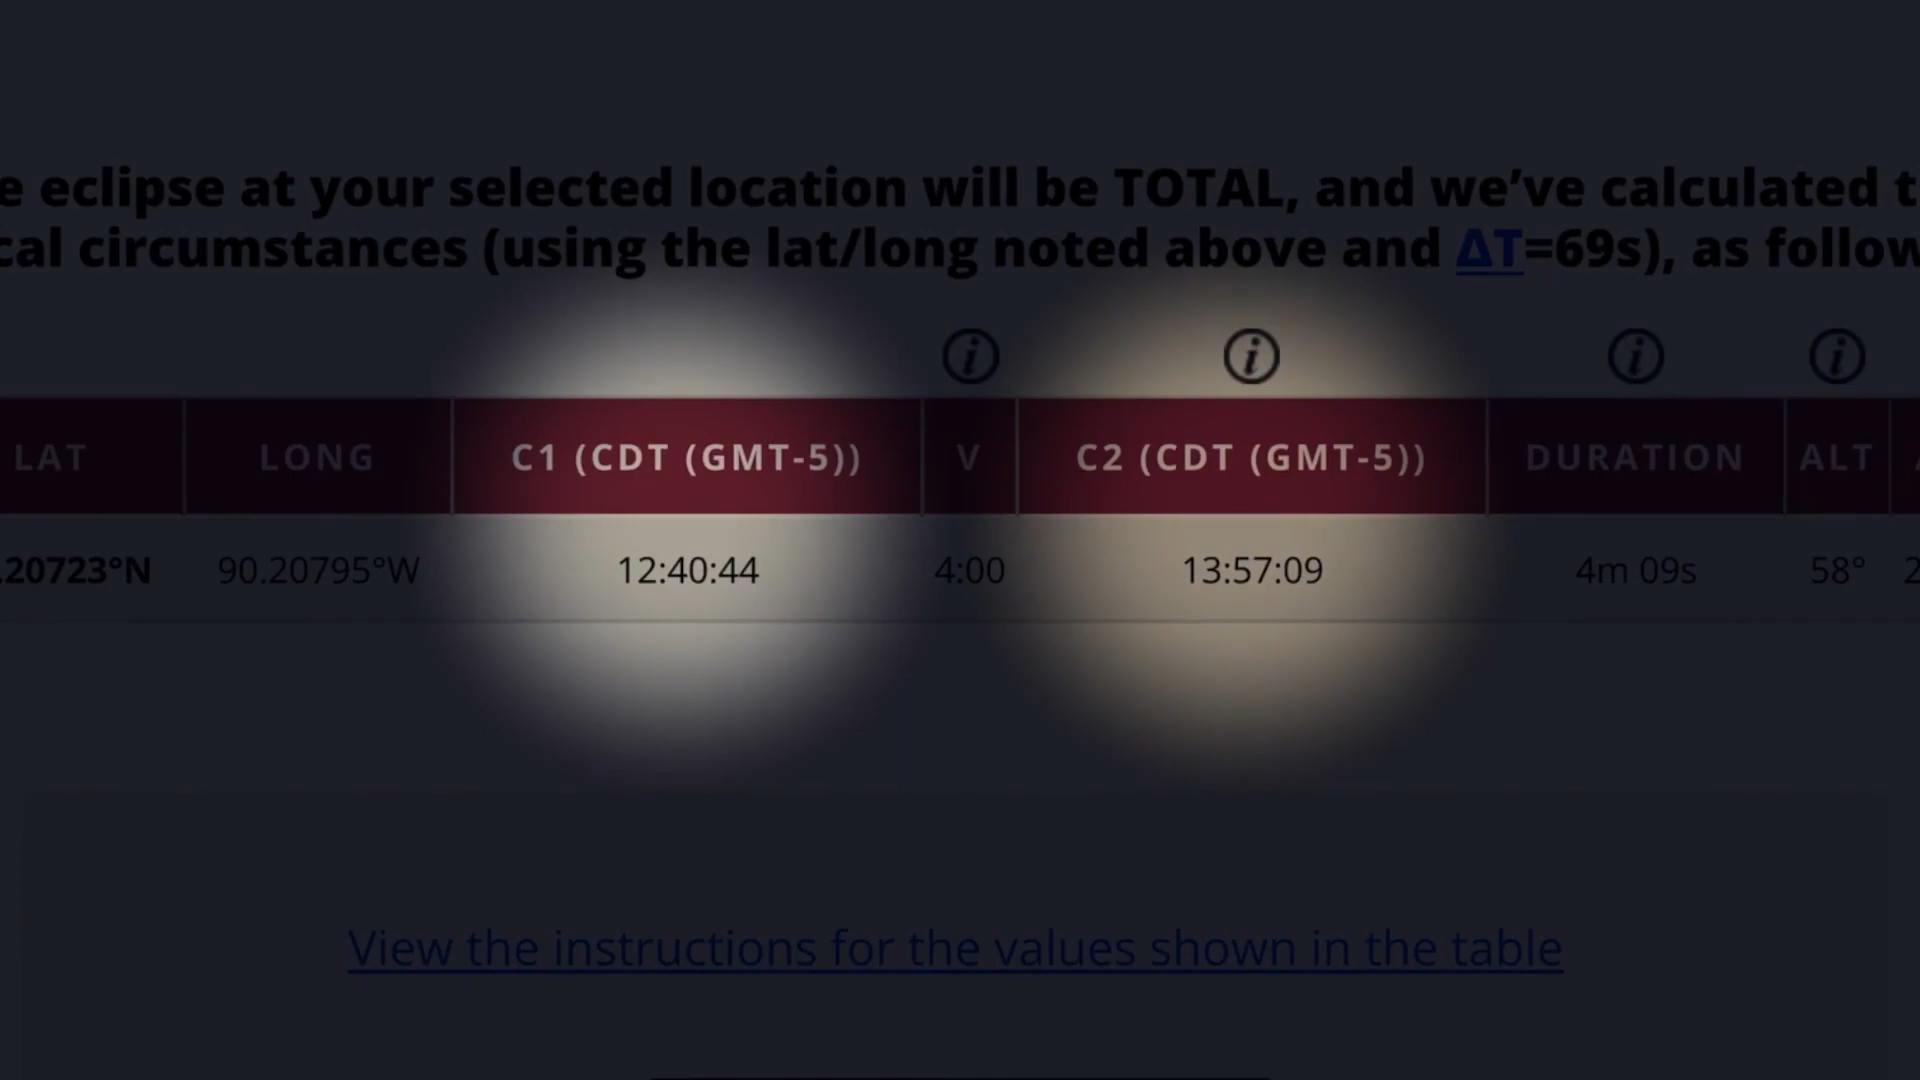 e eclipse at your selected location will be TOTAL, and we've calculated t
cal circumstances (using the lat/long noted above and ΔT=69s), as follow
i i i i
LAT LONG C1 (CDT (GMT-5)) V C2 (CDT (GMT-5)) DURATION ALT
.20723°N 90.20795°W 12:40:44 4:00 13:57:09 4m 09s 58° 2
View the instructions for the values shown in the table